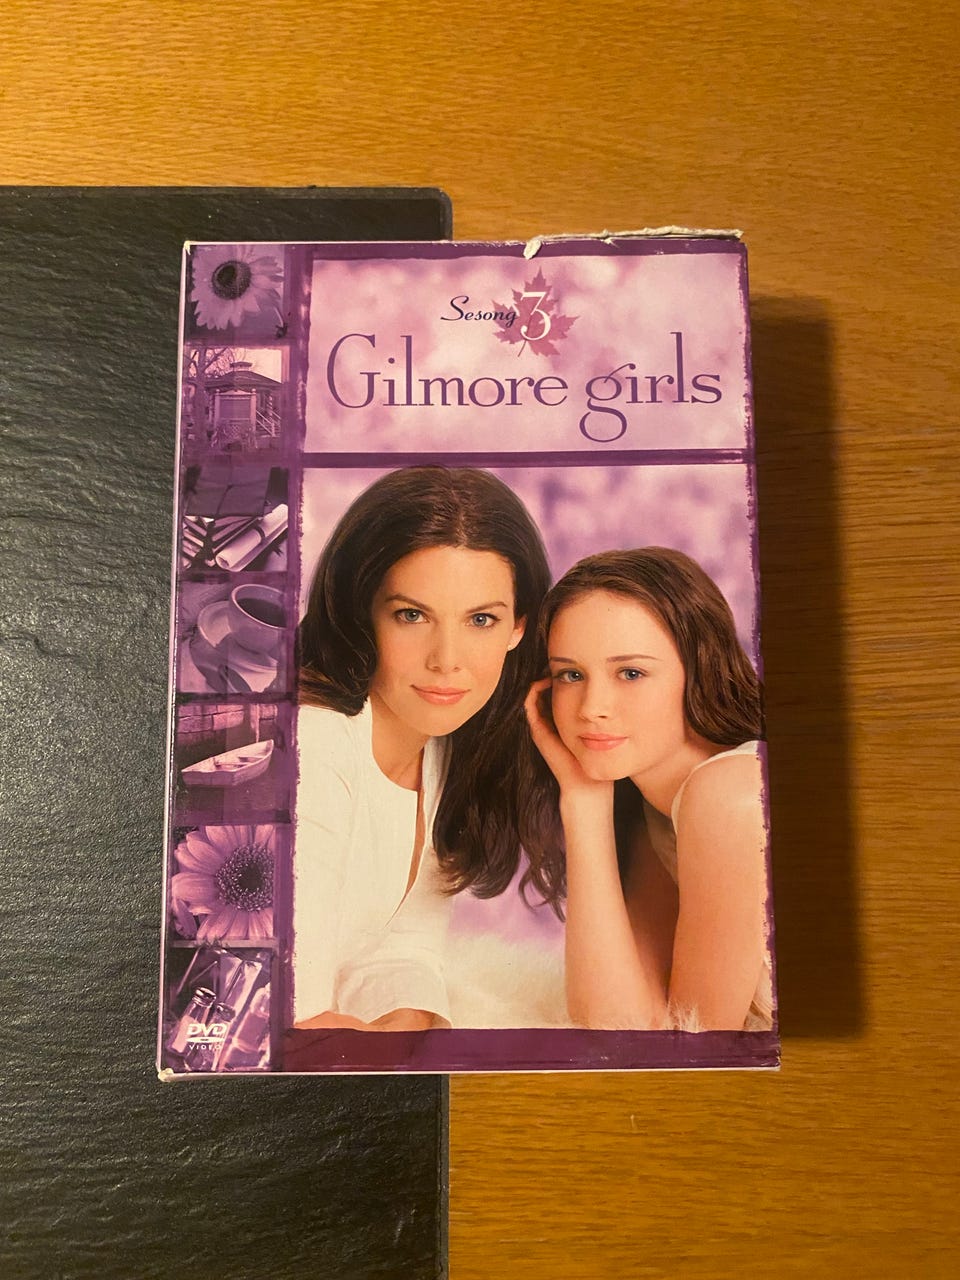 Sesong 3
Gilmore girls
DVD
VIDEO